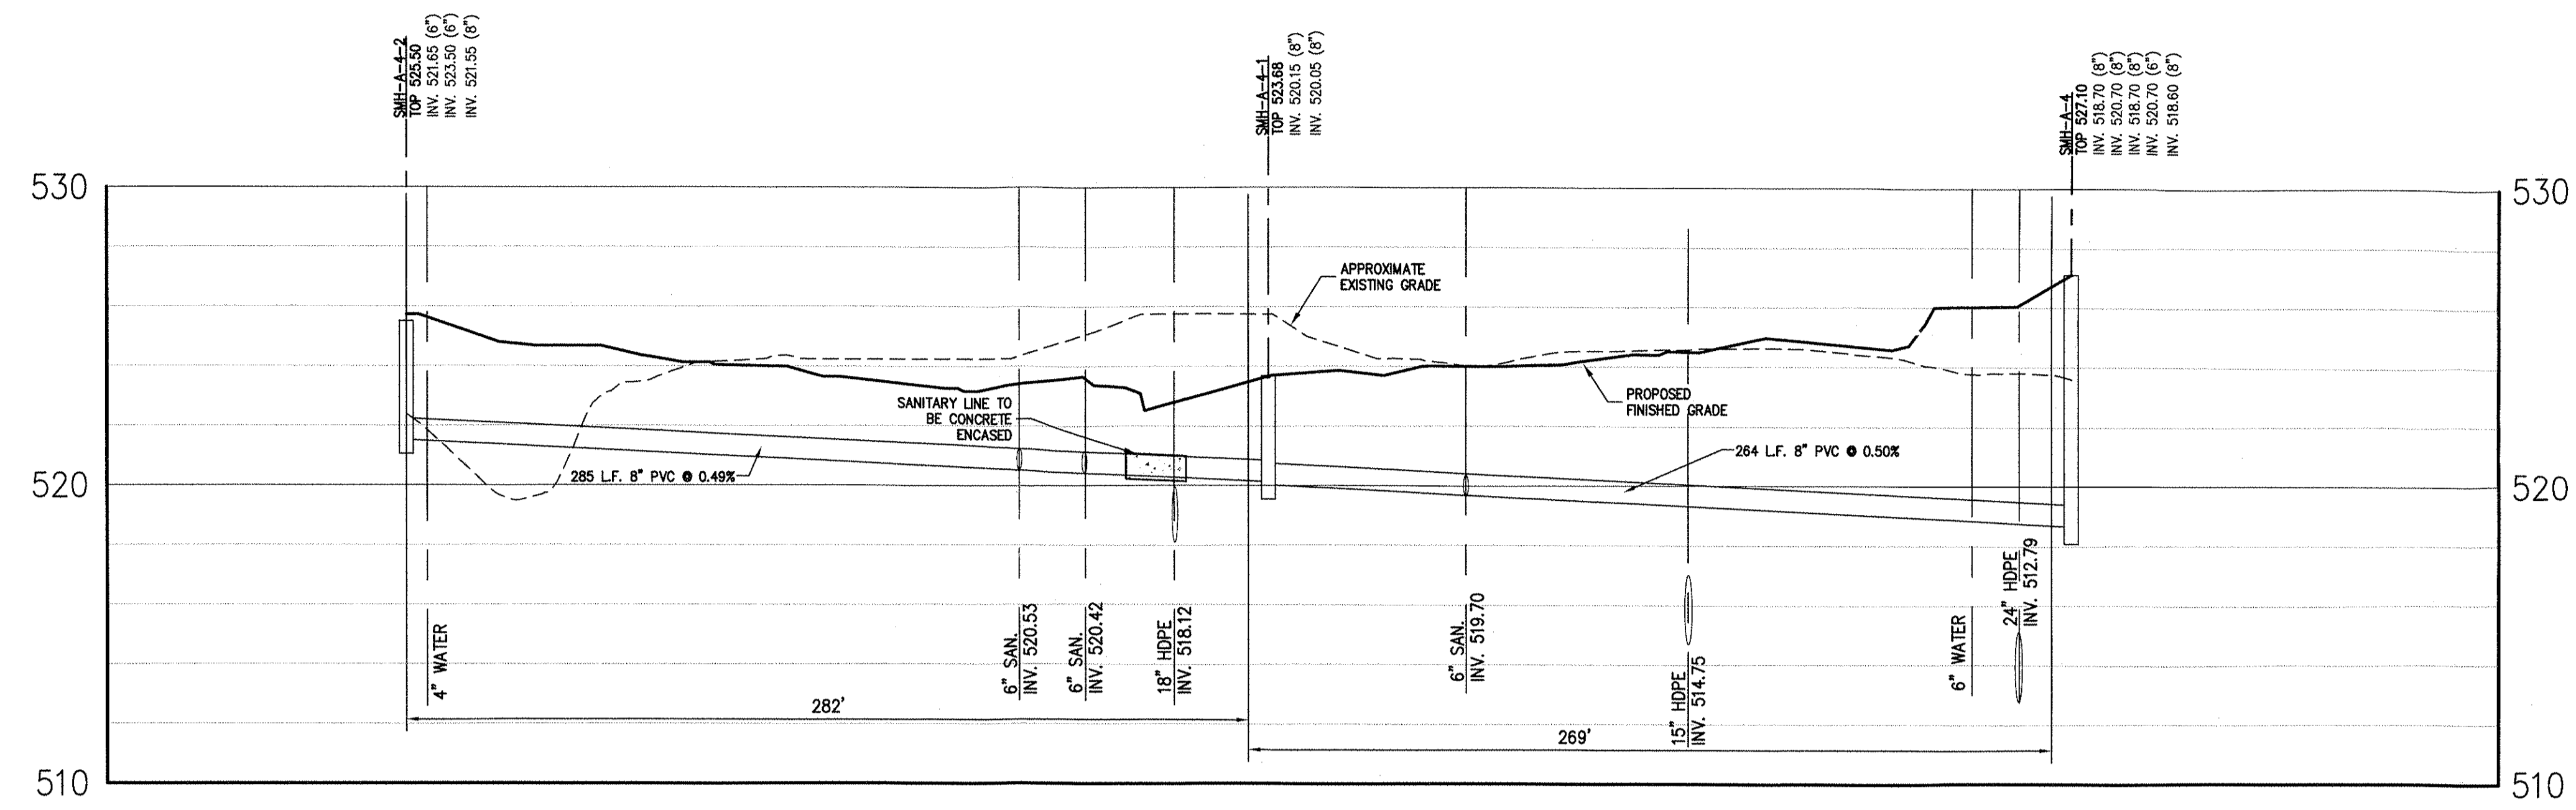 SMH-A-4-2
TOP 525.50
INV. 521.65 (6")
INV. 523.50 (6")
INV. 521.55 (8")
SMH-A-4-1
TOP 523.68
INV. 520.15 (8")
INV. 520.05 (8")
SMH-A-4
TOP 527.10
INV. 518.70 (8")
INV. 520.70 (8")
INV. 518.70 (8")
INV. 520.70 (6")
INV. 518.60 (8")
530
530
APPROXIMATE
EXISTING GRADE
SANITARY LINE TO
BE CONCRETE
ENCASED
PROPOSED
FINISHED GRADE
285 L.F. 8" PVC @ 0.49%
264 L.F. 8" PVC @ 0.50%
520
520
4" WATER
6" SAN.
INV. 520.53
6" SAN.
INV. 520.42
18" HDPE
INV. 518.12
6" SAN.
INV. 519.70
15" HDPE
INV. 514.75
6" WATER
24" HDPE
INV. 512.79
282'
269'
510
510